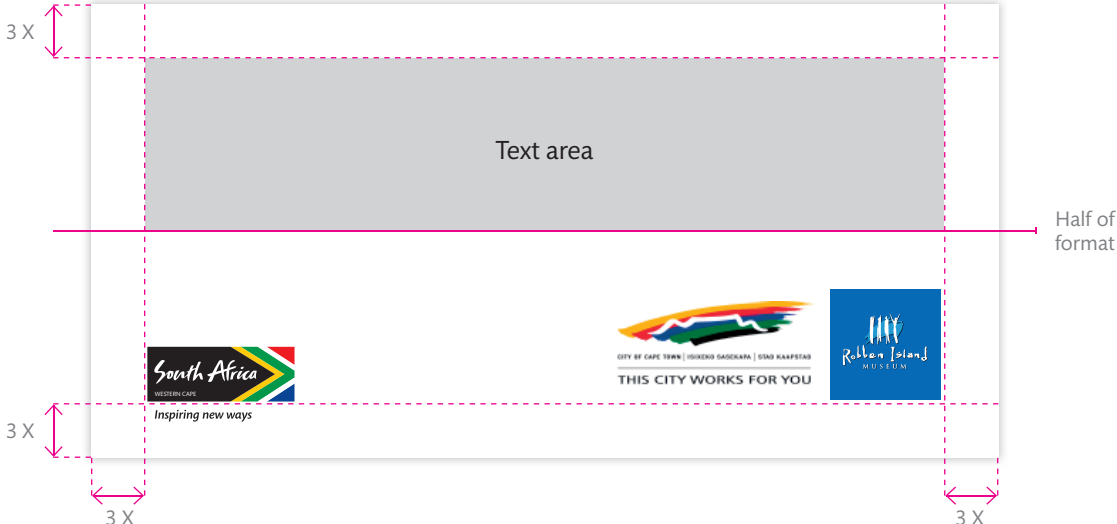 3 X
Text area
Half of
format
CITY OF CAPE TOWN | ISIXEKO SASEKAPA | STAD KAAPSTAD
THIS CITY WORKS FOR YOU
Robben Island
MUSEUM
South Africa
WESTERN CAPE
Inspiring new ways
3 X
3 X
3 X